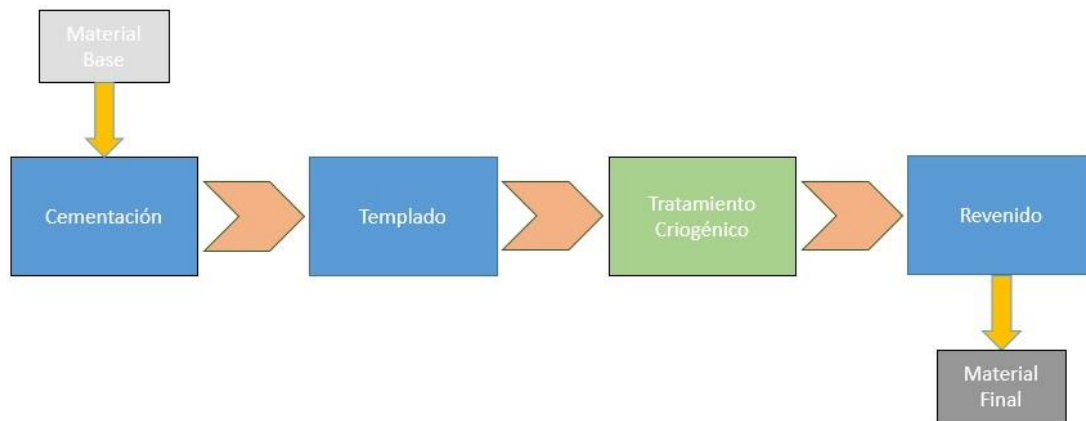 Material
Base
Cementación
Templado
Tratamiento
Criogénico
Revenido
Material
Final